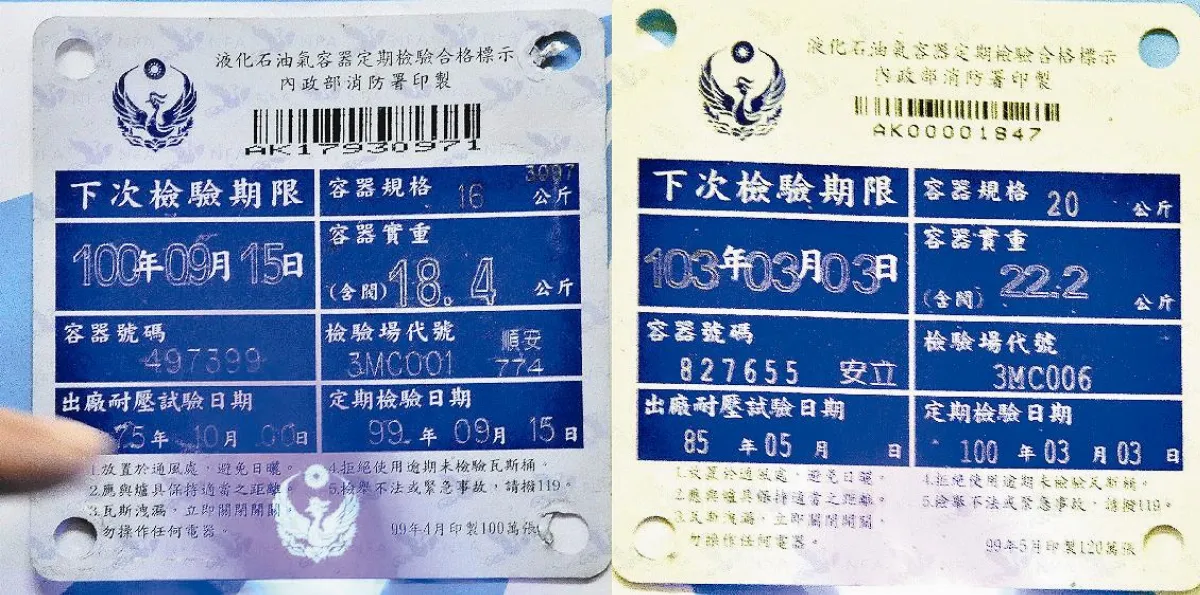 液化石油氣容器定期檢驗合格標示
內政部消防署印製
AK17930971
3097
下次檢驗期限
容器規格 16 公斤
100年09月15日
容器實重
(含閥) 18.4 公斤
容器號碼
497399
檢驗場代號 順安
3MC001 774
出廠耐壓試驗日期
75年10月00日
定期檢驗日期
99年09月15日
1.放置於通風處,避免日曬。
2.應與爐具保持適當之距離。
3.瓦斯洩漏,立即關閉開關
勿操作任何電器。
4.拒絕使用逾期未檢驗瓦斯桶。
5.檢舉不法或緊急事故,請撥119。
99年4月印製100萬張
液化石油氣容器定期檢驗合格標示
內政部消防署印製
AK00001847
下次檢驗期限
容器規格 20 公斤
103年03月03日
容器實重
(含閥) 22.2 公斤
容器號碼
827655 安立
檢驗場代號
3MC006
出廠耐壓試驗日期
85年05月 日
定期檢驗日期
100年03月03日
1.放置於通風處,避免日曬。
2.應與爐具保持適當之距離。
3.瓦斯洩漏,立即關閉開關,
勿操作任何電器。
4.拒絕使用逾期未檢驗瓦斯桶。
5.檢舉不法或緊急事故,請撥119。
99年5月印製120萬張